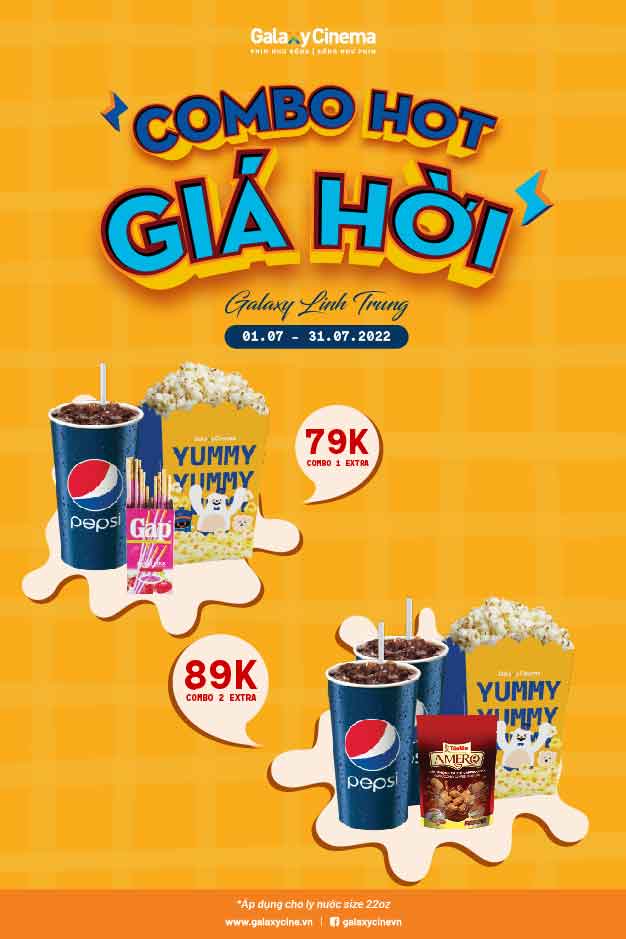 Galaxy Cinema
PHIM NHƯ SỐNG | SỐNG NHƯ PHIM
COMBO HOT
GIÁ HỜI
Galaxy Linh Trung
01.07 - 31.07.2022
79K
COMBO 1 EXTRA
Galaxy Cinema
YUMMY
YUMMY
pepsi
Gap
89K
COMBO 2 EXTRA
Galaxy Cinema
YUMMY
YUMMY
pepsi
AMERO
*Áp dụng cho ly nước size 22oz
www.galaxycine.vn | galaxycinevn